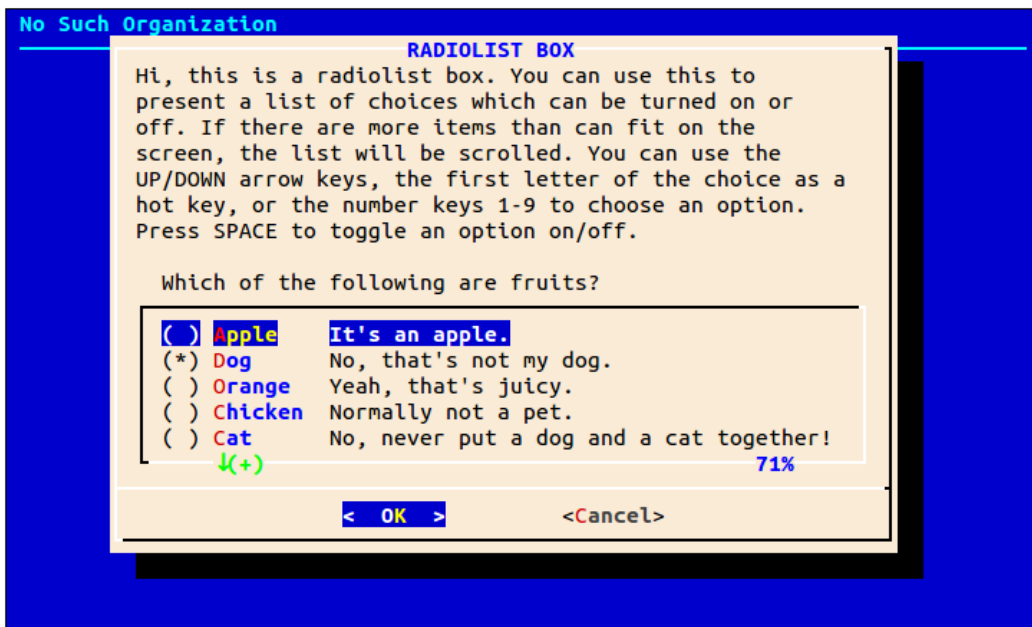 No Such Organization
RADIOLIST BOX
Hi, this is a radiolist box. You can use this to
present a list of choices which can be turned on or
off. If there are more items than can fit on the
screen, the list will be scrolled. You can use the
UP/DOWN arrow keys, the first letter of the choice as a
hot key, or the number keys 1-9 to choose an option.
Press SPACE to toggle an option on/off.
Which of the following are fruits?
( ) Apple It's an apple.
(*) Dog No, that's not my dog.
( ) Orange Yeah, that's juicy.
( ) Chicken Normally not a pet.
( ) Cat No, never put a dog and a cat together!
↓(+) 71%
< OK > <Cancel>